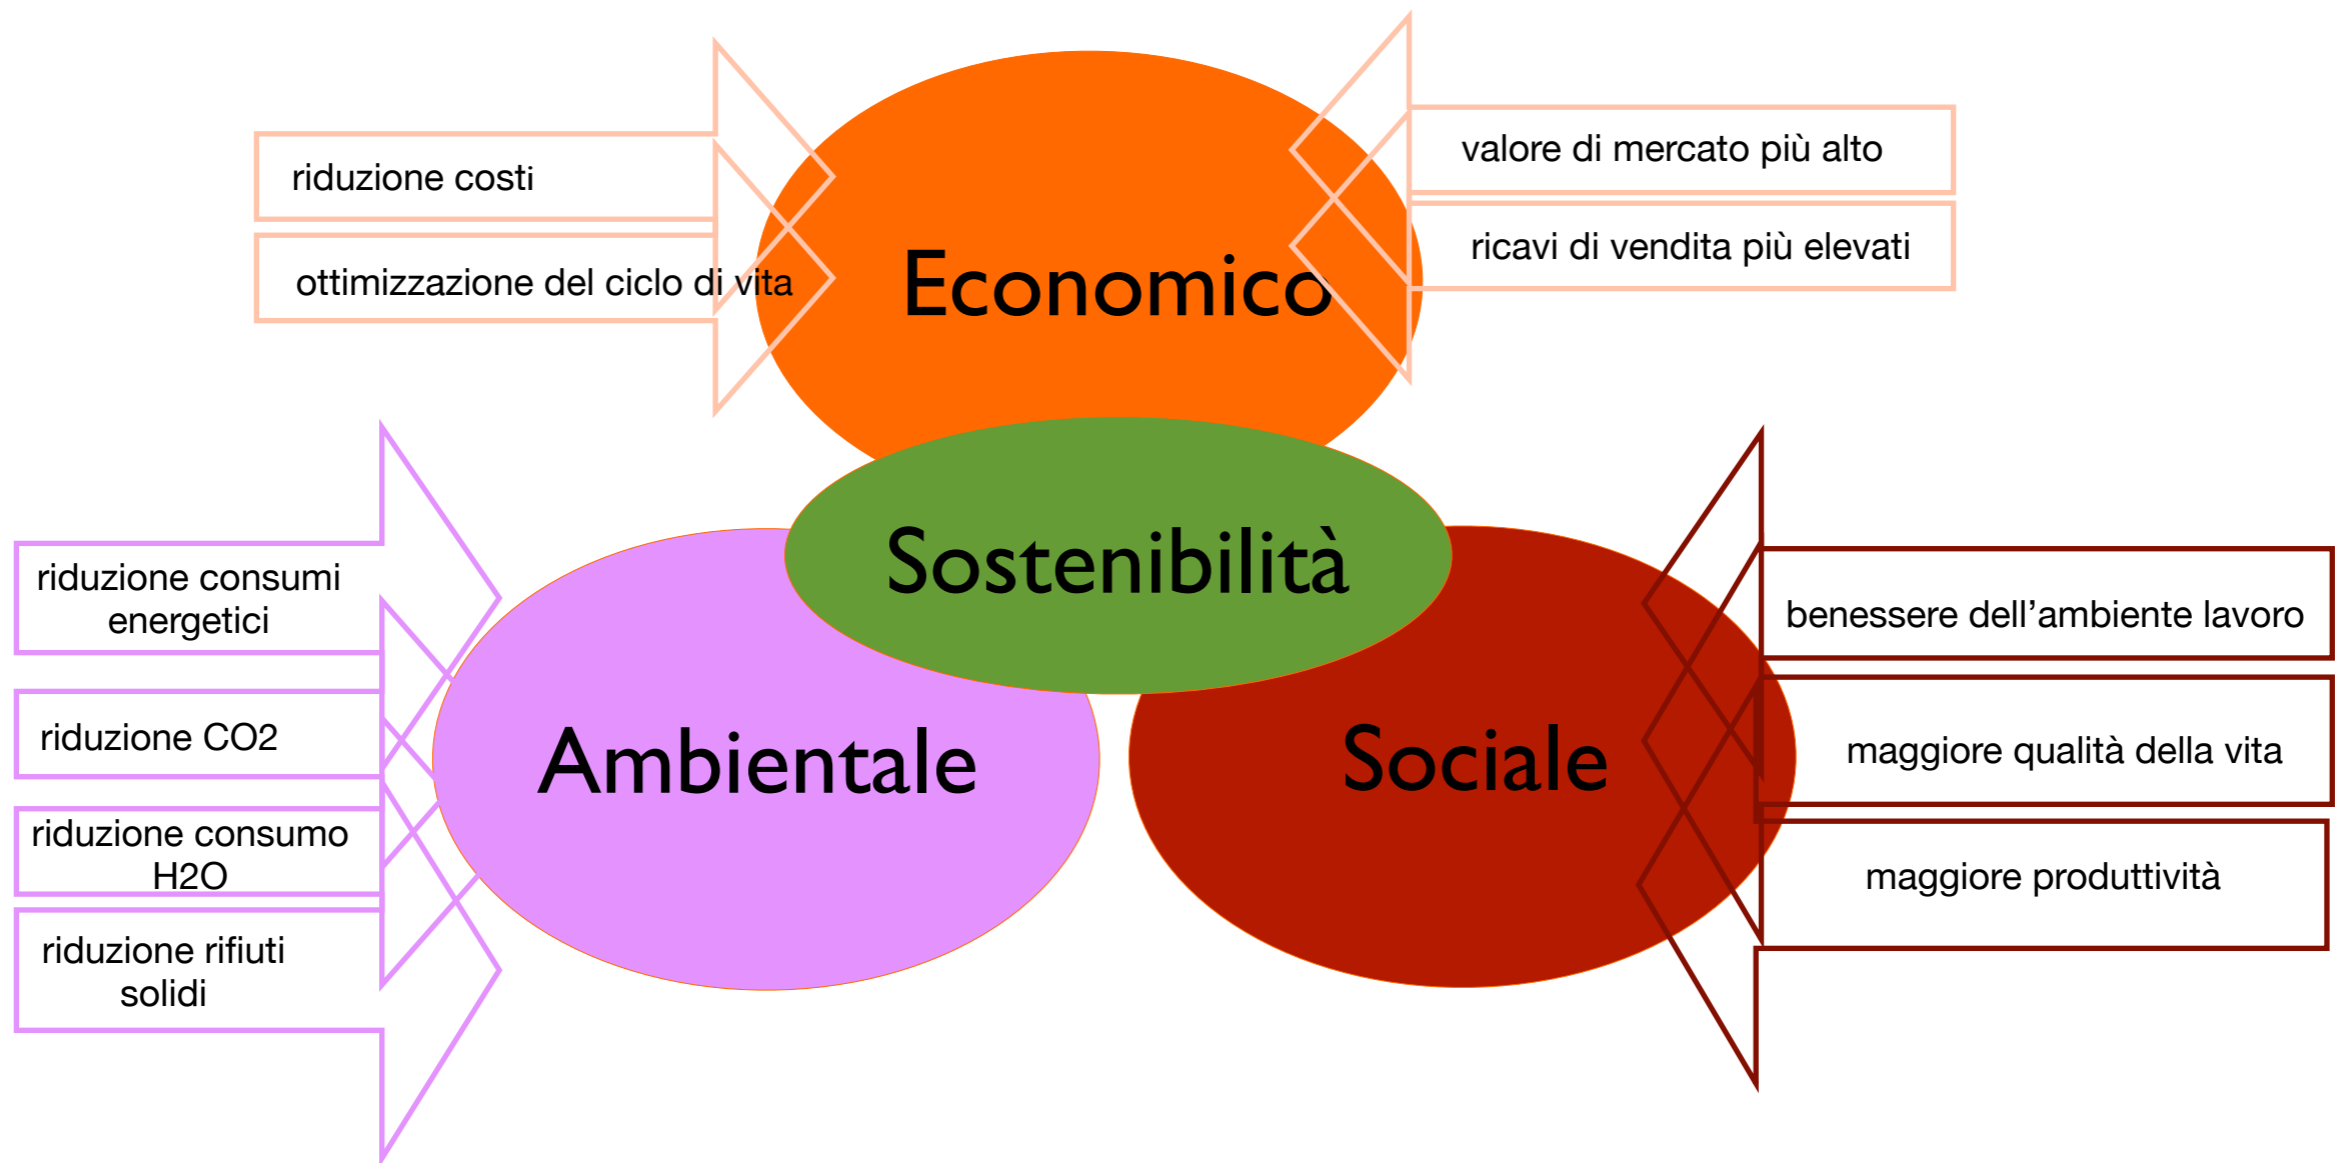 riduzione costi
ottimizzazione del ciclo di vita
Economico
valore di mercato più alto
ricavi di vendita più elevati
Sostenibilità
riduzione consumi
energetici
riduzione CO2
riduzione consumo
H2O
riduzione rifiuti
solidi
Ambientale
Sociale
benessere dell’ambiente lavoro
maggiore qualità della vita
maggiore produttività